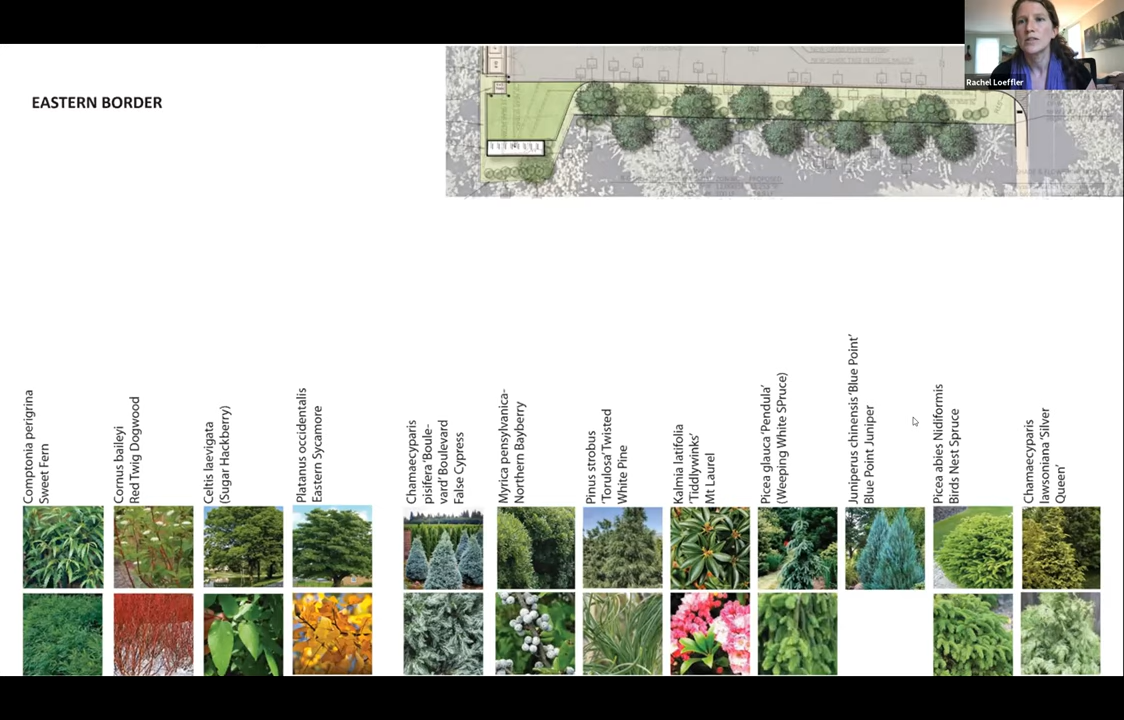 Rachel Loeffler
EASTERN BORDER
Comptonia perigrina
Sweet Fern
Cornus baileyi
Red Twig Dogwood
Celtis laevigata
(Sugar Hackberry)
Platanus occidentalis
Eastern Sycamore
Chamaecyparis
pisifera 'Boule-
vard' Boulevard
False Cypress
Myrica pensylvanica-
Northern Bayberry
Pinus strobus
'Torulosa' Twisted
White Pine
Kalmia latifolia
'Tiddlywinks'
Mt Laurel
Picea glauca 'Pendula'
(Weeping White SPruce)
Juniperus chinensis 'Blue Point'
Blue Point Juniper
Picea abies Nidiformis
Birds Nest Spruce
Chamaecyparis
lawsoniana 'Silver
Queen'